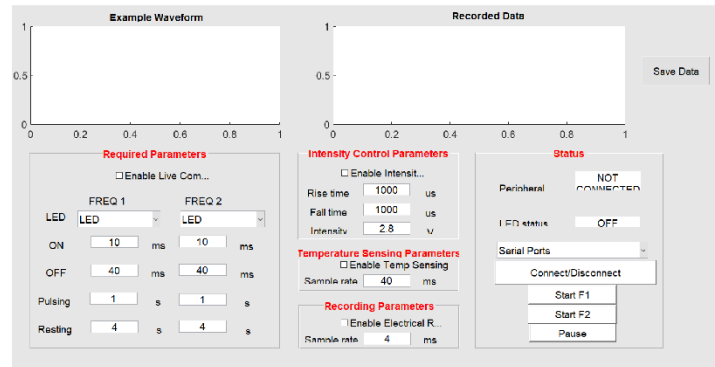 Example Waveform
1
0.5
0
0 0.2 0.4 0.6 0.8 1
Recorded Data
1
0.5
0
0 0.2 0.4 0.6 0.8 1
Save Data
Required Parameters
Enable Live Com...
FREQ 1 FREQ 2
LED LED LED
ON 10 ms 10 ms
OFF 40 ms 40 ms
Pulsing 1 s 1 s
Resting 4 s 4 s
Intensity Control Parameters
Enable Intensit...
Rise time 1000 us
Fall time 1000 us
Intensity 2.8 V
Temperature Sensing Parameters
Enable Temp Sensing
Sample rate 40 ms
Recording Parameters
Enable Electrical R...
Sample rate 4 ms
Status
Peripheral NOT CONNECTED
LED status OFF
Serial Ports
Connect/Disconnect
Start F1
Start F2
Pause